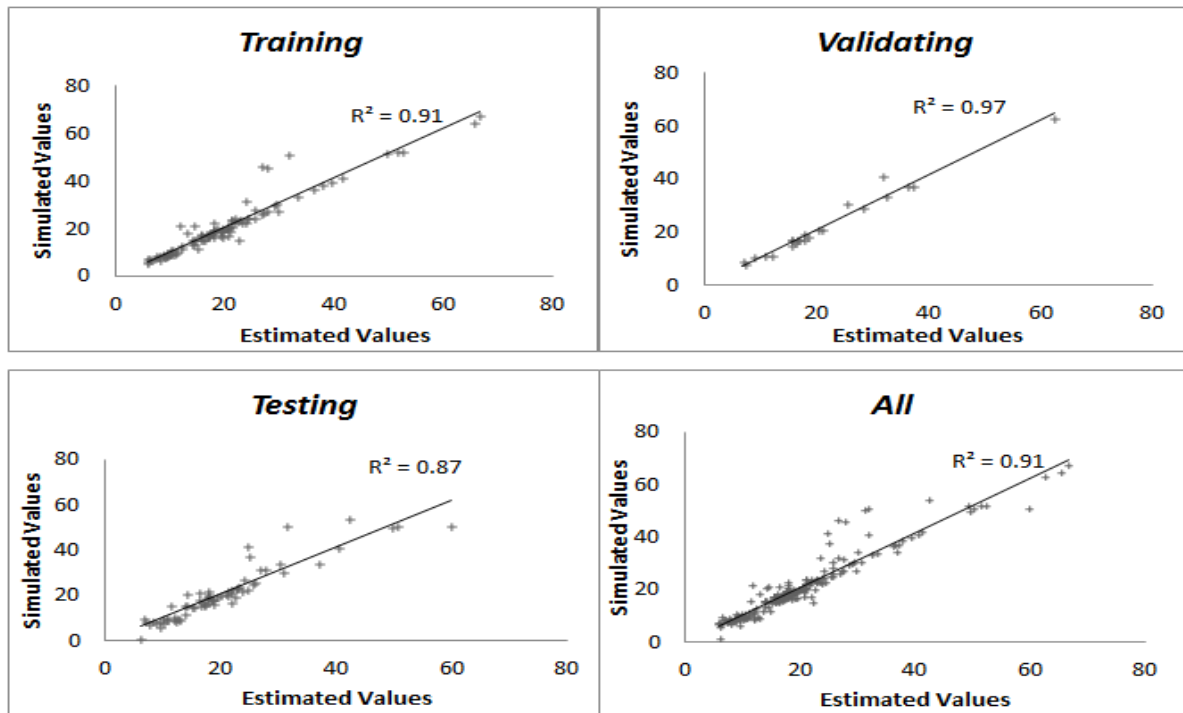 Training
R² = 0.91
Simulated Values
80
60
40
20
0
0 20 40 60 80
Estimated Values
Validating
R² = 0.97
Simulated Values
80
60
40
20
0
0 20 40 60 80
Estimated Values
Testing
R² = 0.87
Simulated Values
80
60
40
20
0
0 20 40 60 80
Estimated Values
All
R² = 0.91
Simulated Values
80
60
40
20
0
0 20 40 60 80
Estimated Values